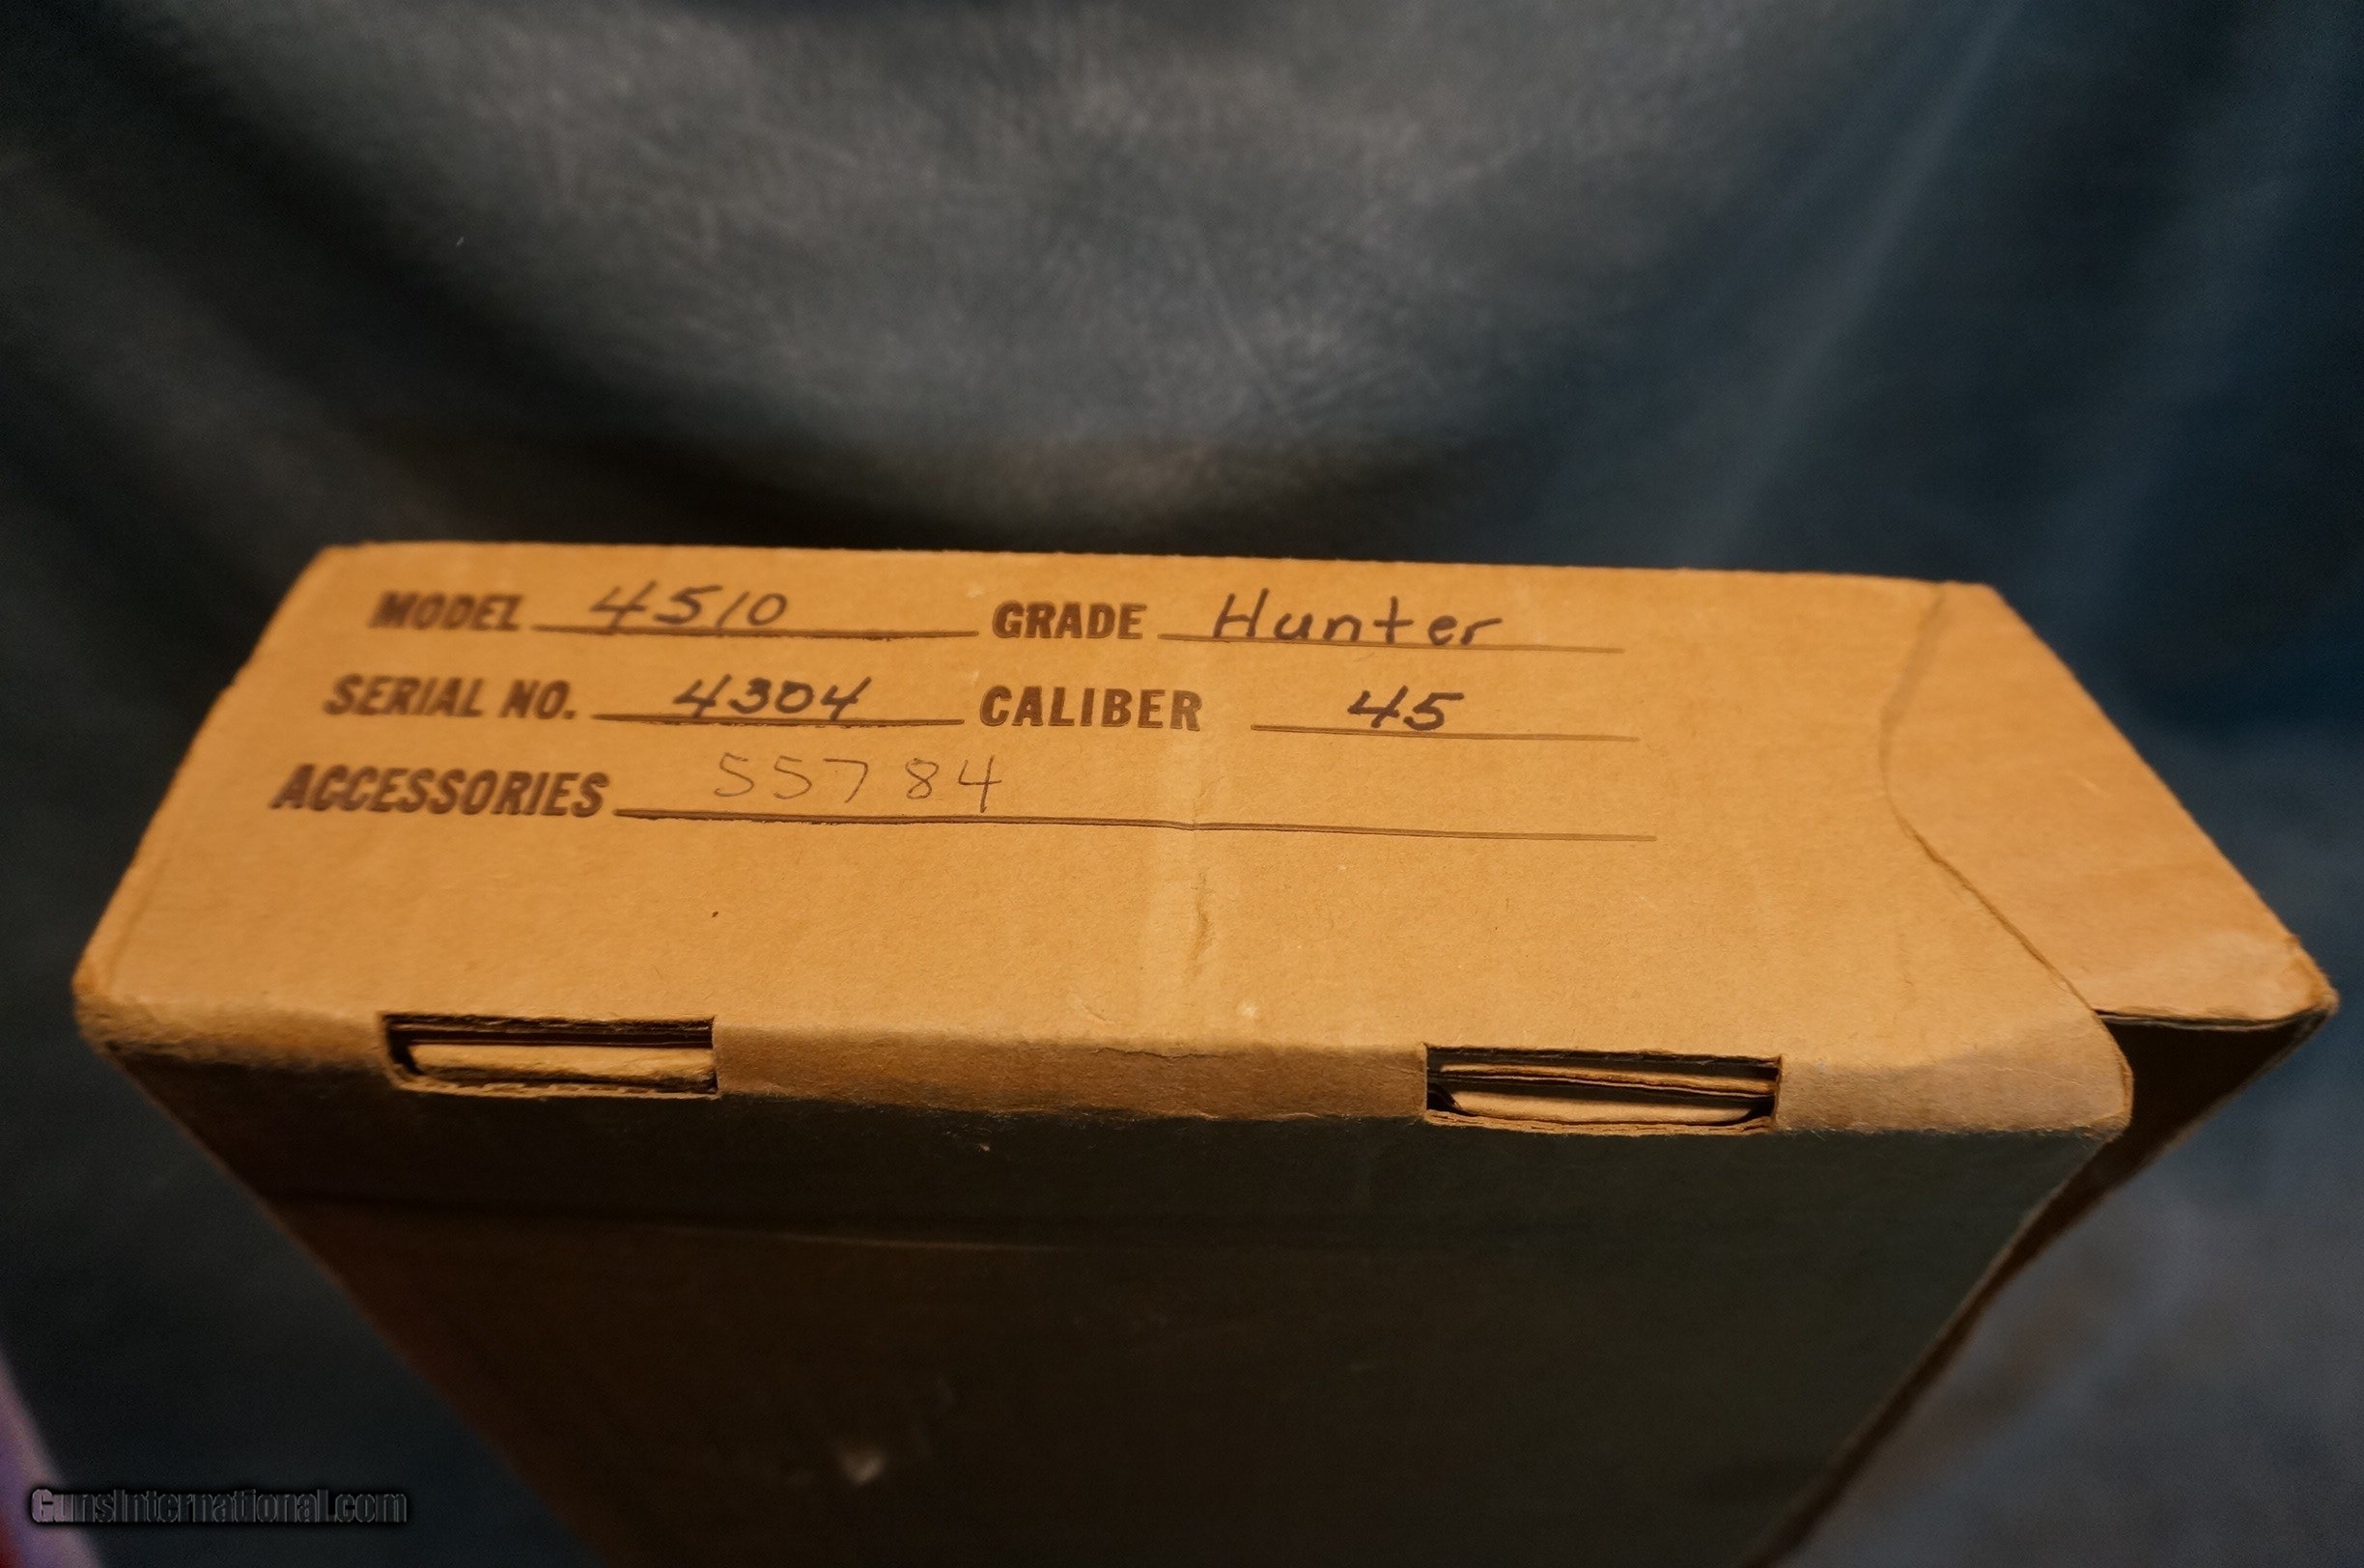 MODEL 4510 GRADE Hunter
SERIAL NO. 4304 CALIBER 45
ACCESSORIES 55784
GunsInternational.com